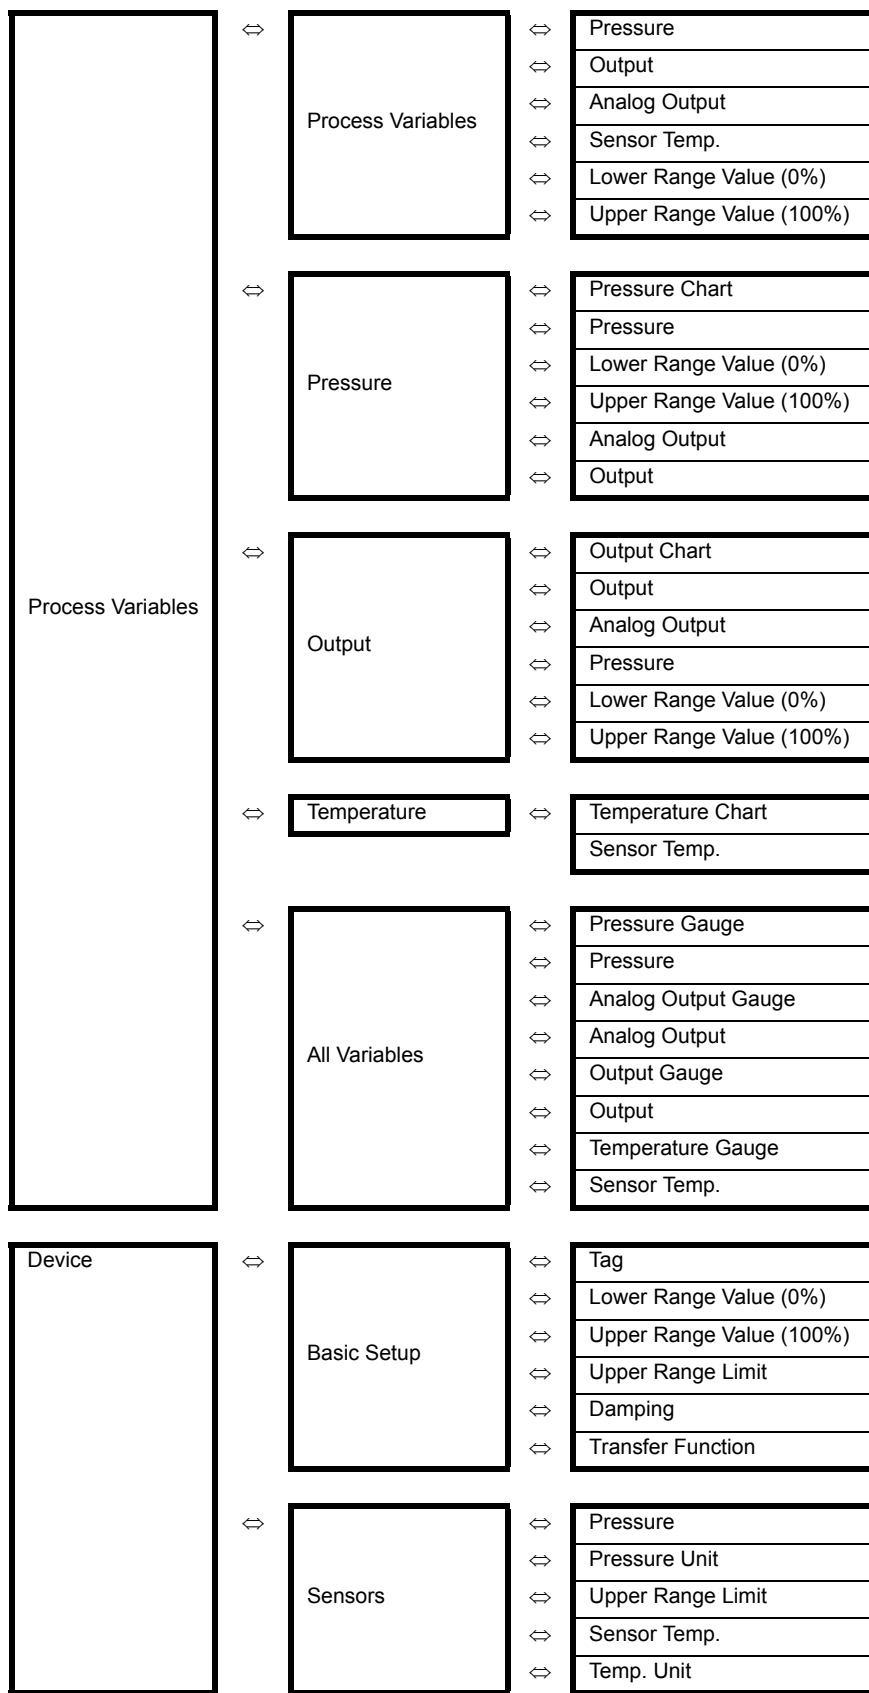 Process Variables
⇔ Process Variables ⇔ Pressure
⇔ Output
⇔ Analog Output
⇔ Sensor Temp.
⇔ Lower Range Value (0%)
⇔ Upper Range Value (100%)
⇔ Pressure ⇔ Pressure Chart
⇔ Pressure
⇔ Lower Range Value (0%)
⇔ Upper Range Value (100%)
⇔ Analog Output
⇔ Output
⇔ Output ⇔ Output Chart
⇔ Output
⇔ Analog Output
⇔ Pressure
⇔ Lower Range Value (0%)
⇔ Upper Range Value (100%)
⇔ Temperature ⇔ Temperature Chart
Sensor Temp.
⇔ All Variables ⇔ Pressure Gauge
⇔ Pressure
⇔ Analog Output Gauge
⇔ Analog Output
⇔ Output Gauge
⇔ Output
⇔ Temperature Gauge
⇔ Sensor Temp.
Device
⇔ Basic Setup ⇔ Tag
⇔ Lower Range Value (0%)
⇔ Upper Range Value (100%)
⇔ Upper Range Limit
⇔ Damping
⇔ Transfer Function
⇔ Sensors ⇔ Pressure
⇔ Pressure Unit
⇔ Upper Range Limit
⇔ Sensor Temp.
⇔ Temp. Unit